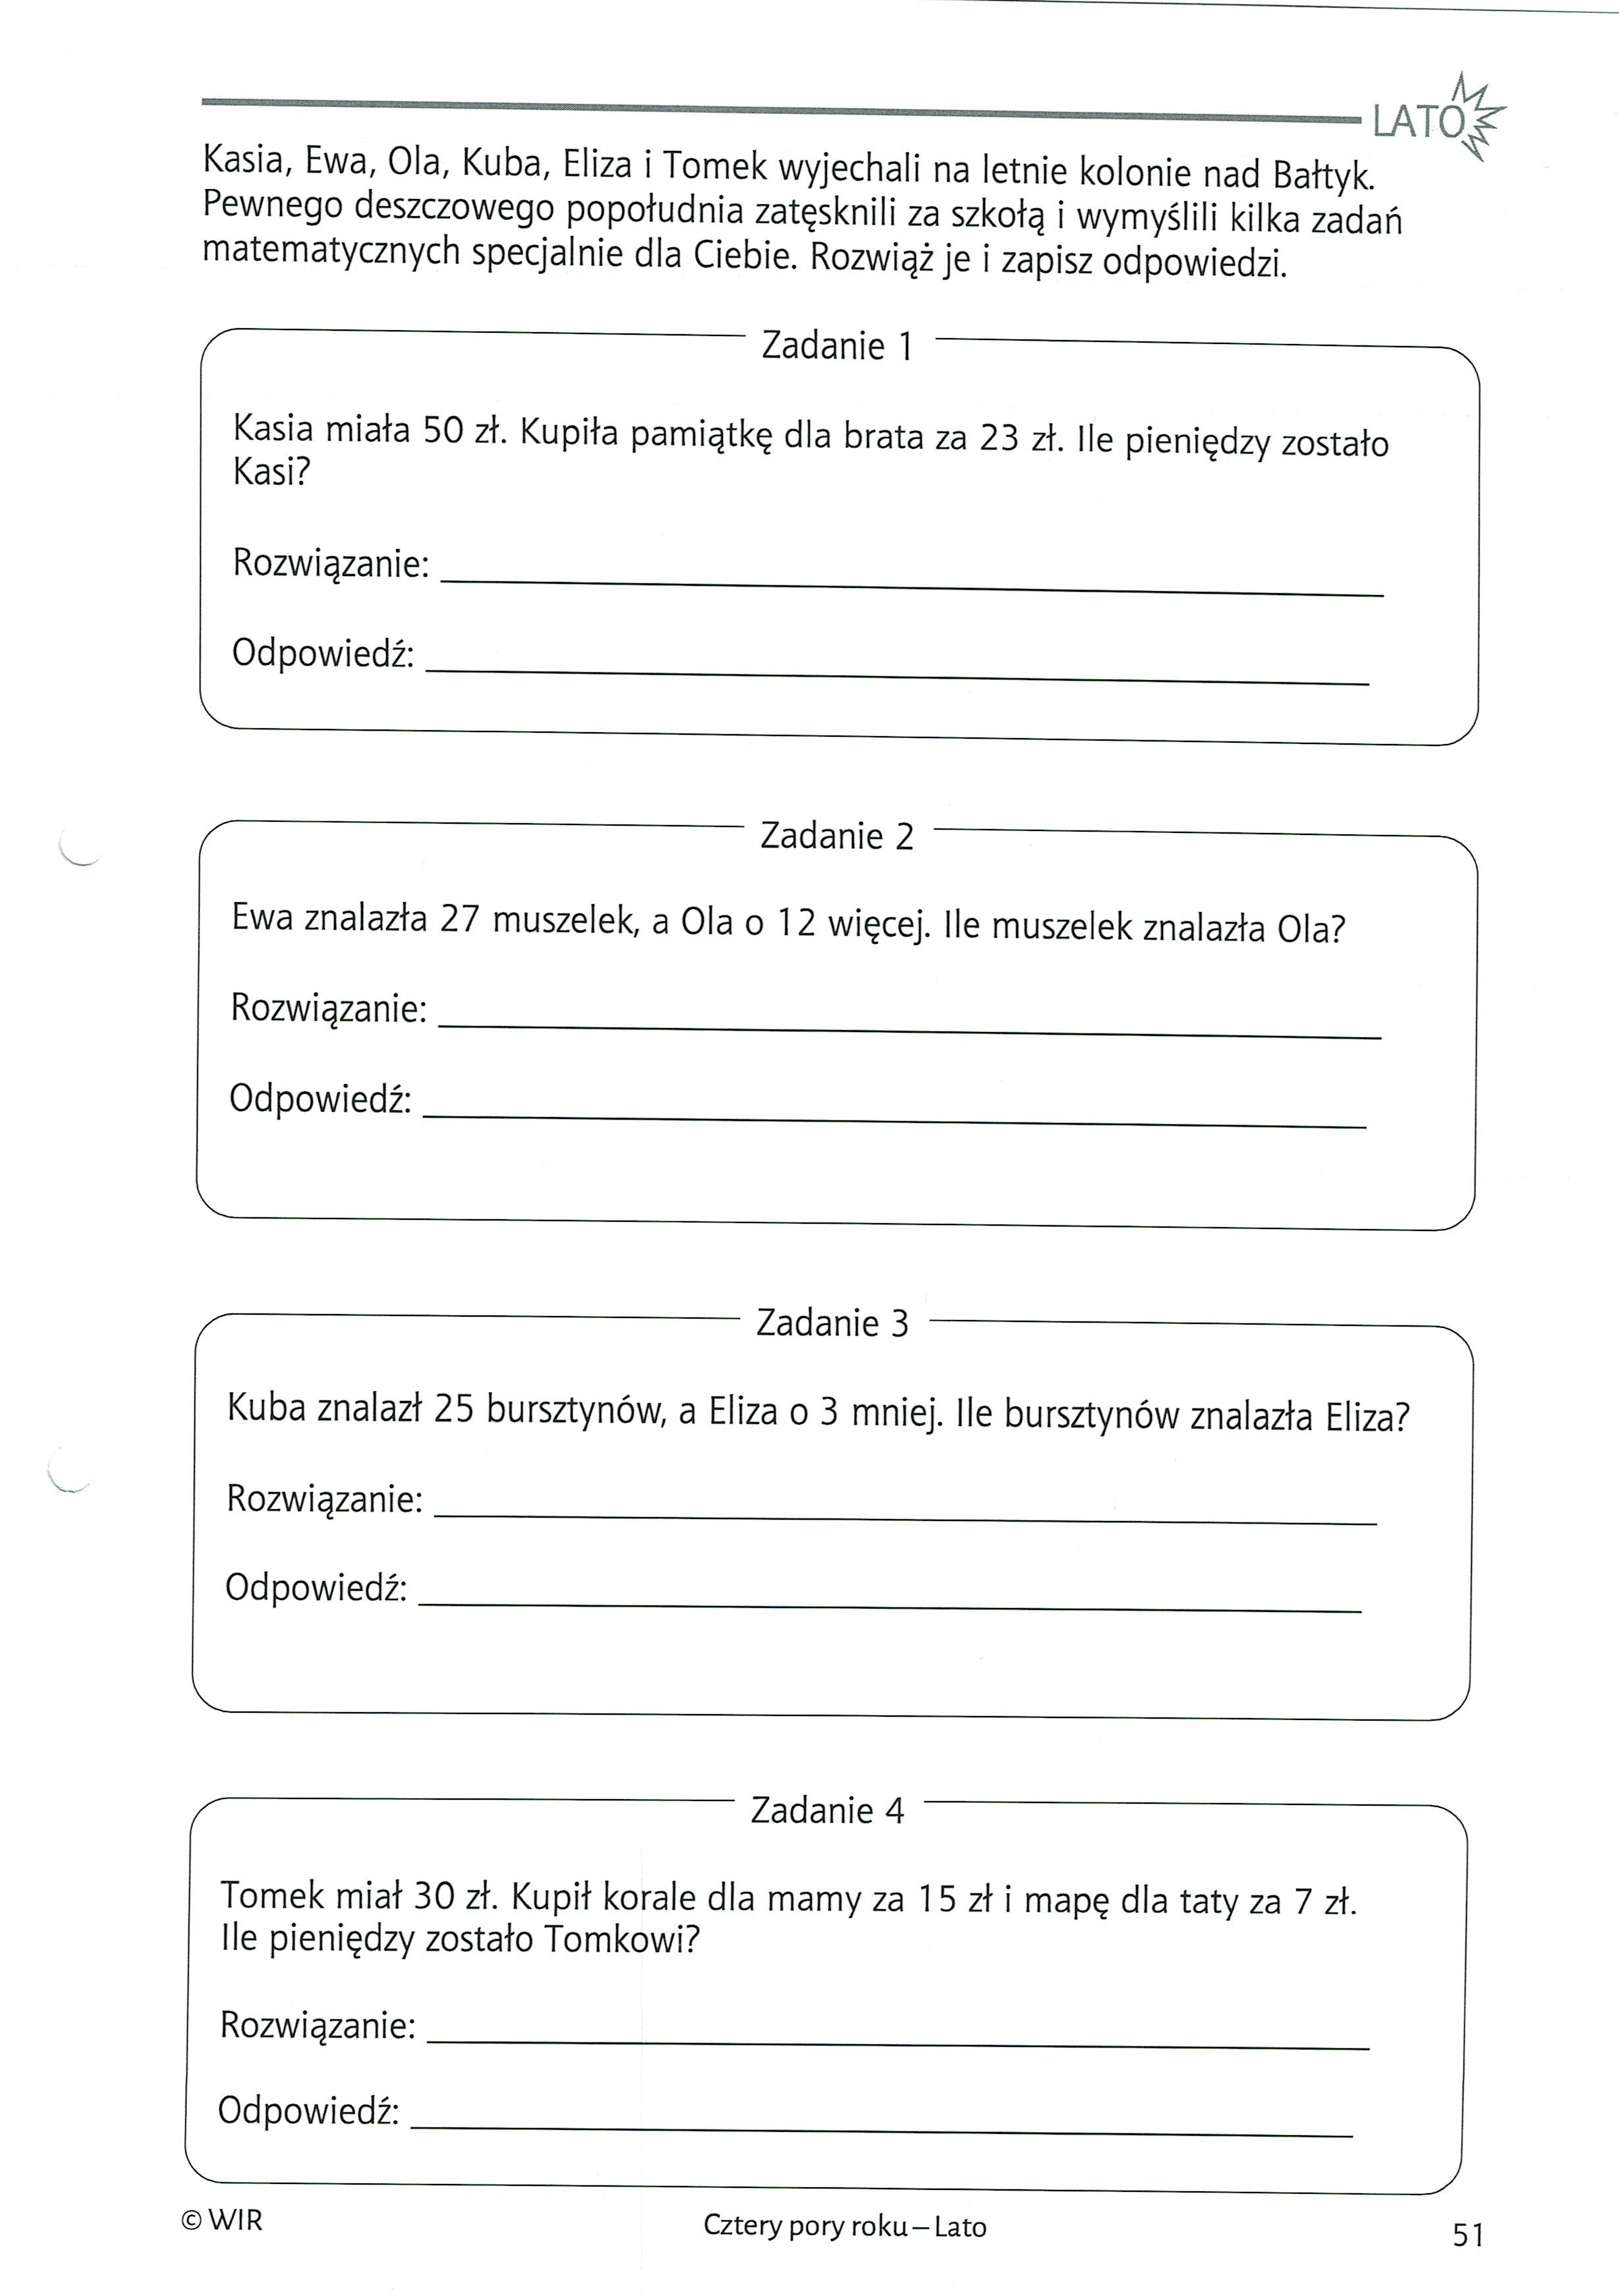 LATO
Kasia, Ewa, Ola, Kuba, Eliza i Tomek wyjechali na letnie kolonie nad Bałtyk.
Pewnego deszczowego popołudnia zatęsknili za szkołą i wymyślili kilka zadań
matematycznych specjalnie dla Ciebie. Rozwiąż je i zapisz odpowiedzi.
Zadanie 1
Kasia miała 50 zł. Kupiła pamiątkę dla brata za 23 zł. Ile pieniędzy zostało
Kasi?
Rozwiązanie:
Odpowiedź:
Zadanie 2
Ewa znalazła 27 muszelek, a Ola o 12 więcej. Ile muszelek znalazła Ola?
Rozwiązanie:
Odpowiedź:
Zadanie 3
Kuba znalazł 25 bursztynów, a Eliza o 3 mniej. Ile bursztynów znalazła Eliza?
Rozwiązanie:
Odpowiedź:
Zadanie 4
Tomek miał 30 zł. Kupił korale dla mamy za 15 zł i mapę dla taty za 7 zł.
Ile pieniędzy zostało Tomkowi?
Rozwiązanie:
Odpowiedź:
© WIR
Cztery pory roku – Lato
51